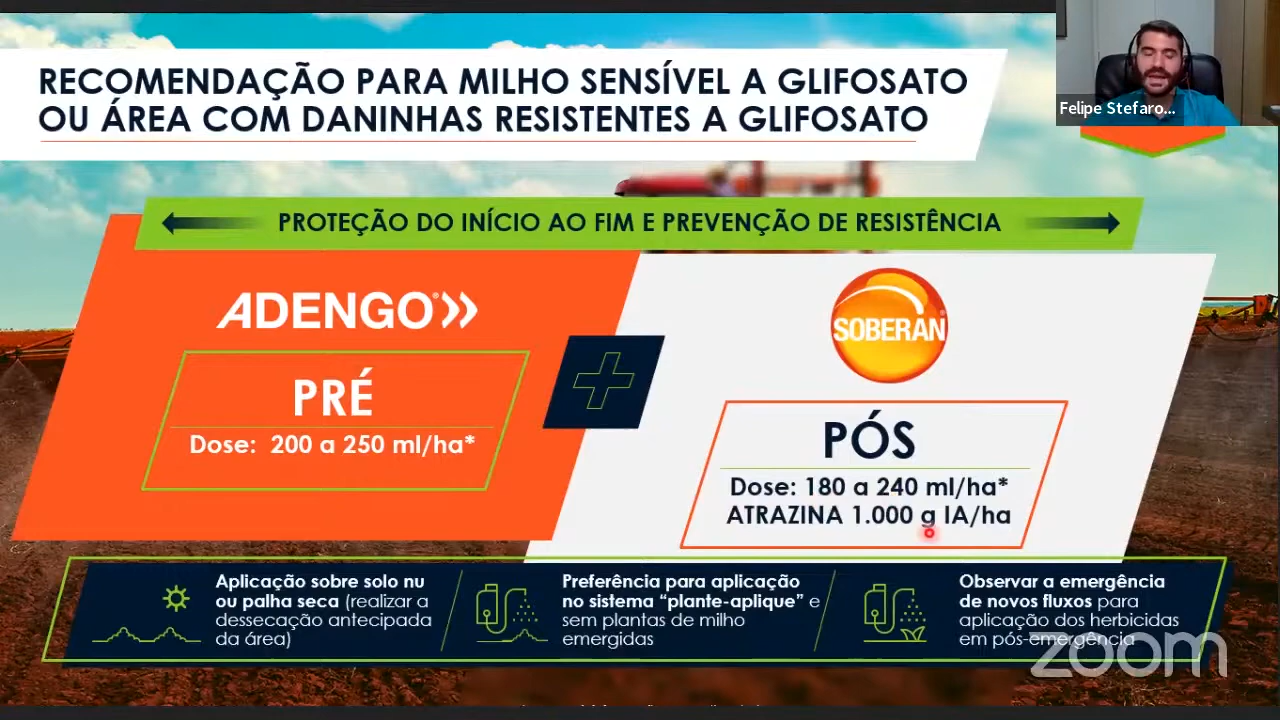 RECOMENDAÇÃO PARA MILHO SENSÍVEL A GLIFOSATO
OU ÁREA COM DANINHAS RESISTENTES A GLIFOSATO
Felipe Stefaro...
PROTEÇÃO DO INÍCIO AO FIM E PREVENÇÃO DE RESISTÊNCIA
ADENGO®
PRÉ
Dose: 200 a 250 ml/ha*
SOBERAN®
PÓS
Dose: 180 a 240 ml/ha*
ATRAZINA 1.000 g IA/ha
Aplicação sobre solo nu
ou palha seca (realizar a
dessecação antecipada
da área)
Preferência para aplicação
no sistema “plante-aplique” e
sem plantas de milho
emergidas
Observar a emergência
de novos fluxos para
aplicação dos herbicidas
em pós-emergência
zoom